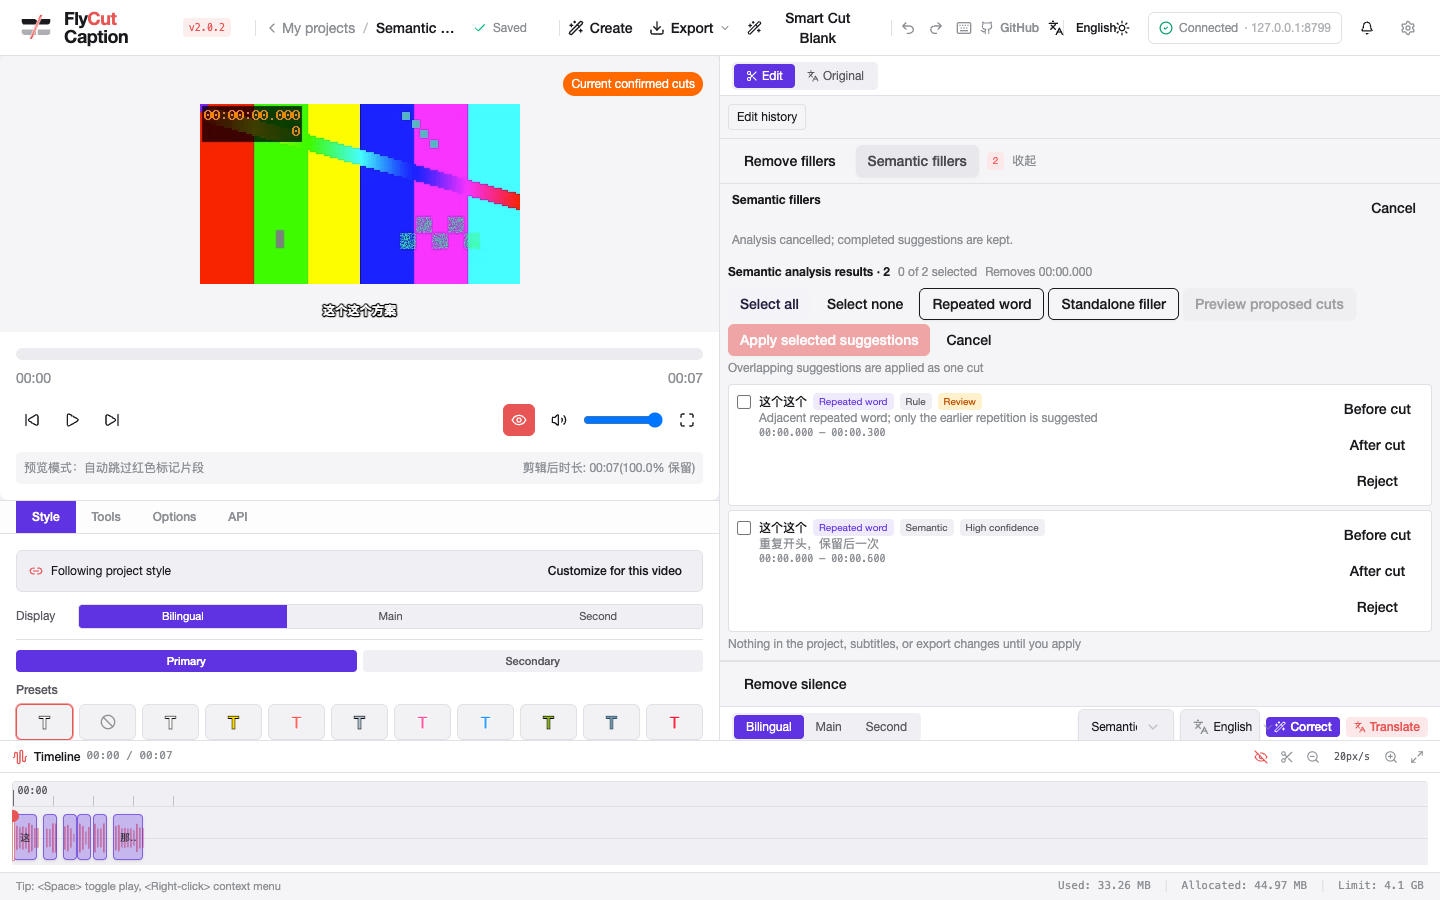 FlyCut
Caption
v2.0.2
My projects / Semantic ...
Saved
Create
Export
Smart Cut
Blank
GitHub
English
Connected · 127.0.0.1:8799
Current confirmed cuts
00:00:00.000
0
这个这个方案
00:00
00:07
预览模式：自动跳过红色标记片段
剪辑后时长: 00:07(100.0% 保留)
Style
Tools
Options
API
Following project style
Customize for this video
Display
Bilingual
Main
Second
Primary
Secondary
Presets
T
T
T
T
T
T
T
T
T
T
Edit
Original
Edit history
Remove fillers
Semantic fillers
2
收起
Semantic fillers
Cancel
Analysis cancelled; completed suggestions are kept.
Semantic analysis results · 2
0 of 2 selected
Removes 00:00.000
Select all
Select none
Repeated word
Standalone filler
Preview proposed cuts
Apply selected suggestions
Cancel
Overlapping suggestions are applied as one cut
这个这个
Repeated word
Rule
Review
Adjacent repeated word; only the earlier repetition is suggested
00:00.000 — 00:00.300
Before cut
After cut
Reject
这个这个
Repeated word
Semantic
High confidence
重复开头，保留后一次
00:00.000 — 00:00.600
Before cut
After cut
Reject
Nothing in the project, subtitles, or export changes until you apply
Remove silence
Bilingual
Main
Second
Semanti
English
Correct
Translate
Timeline
00:00 / 00:07
20px/s
00:00
这
那...
Tip: <Space> toggle play, <Right-click> context menu
Used: 33.26 MB
Allocated: 44.97 MB
Limit: 4.1 GB